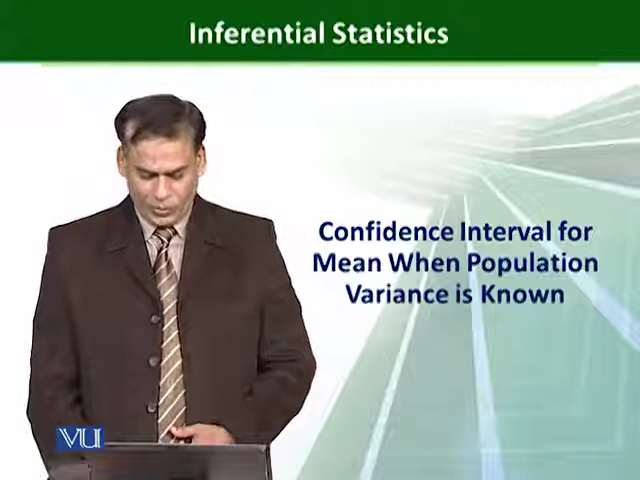 Inferential Statistics
Confidence Interval for
Mean When Population
Variance is Known
VU